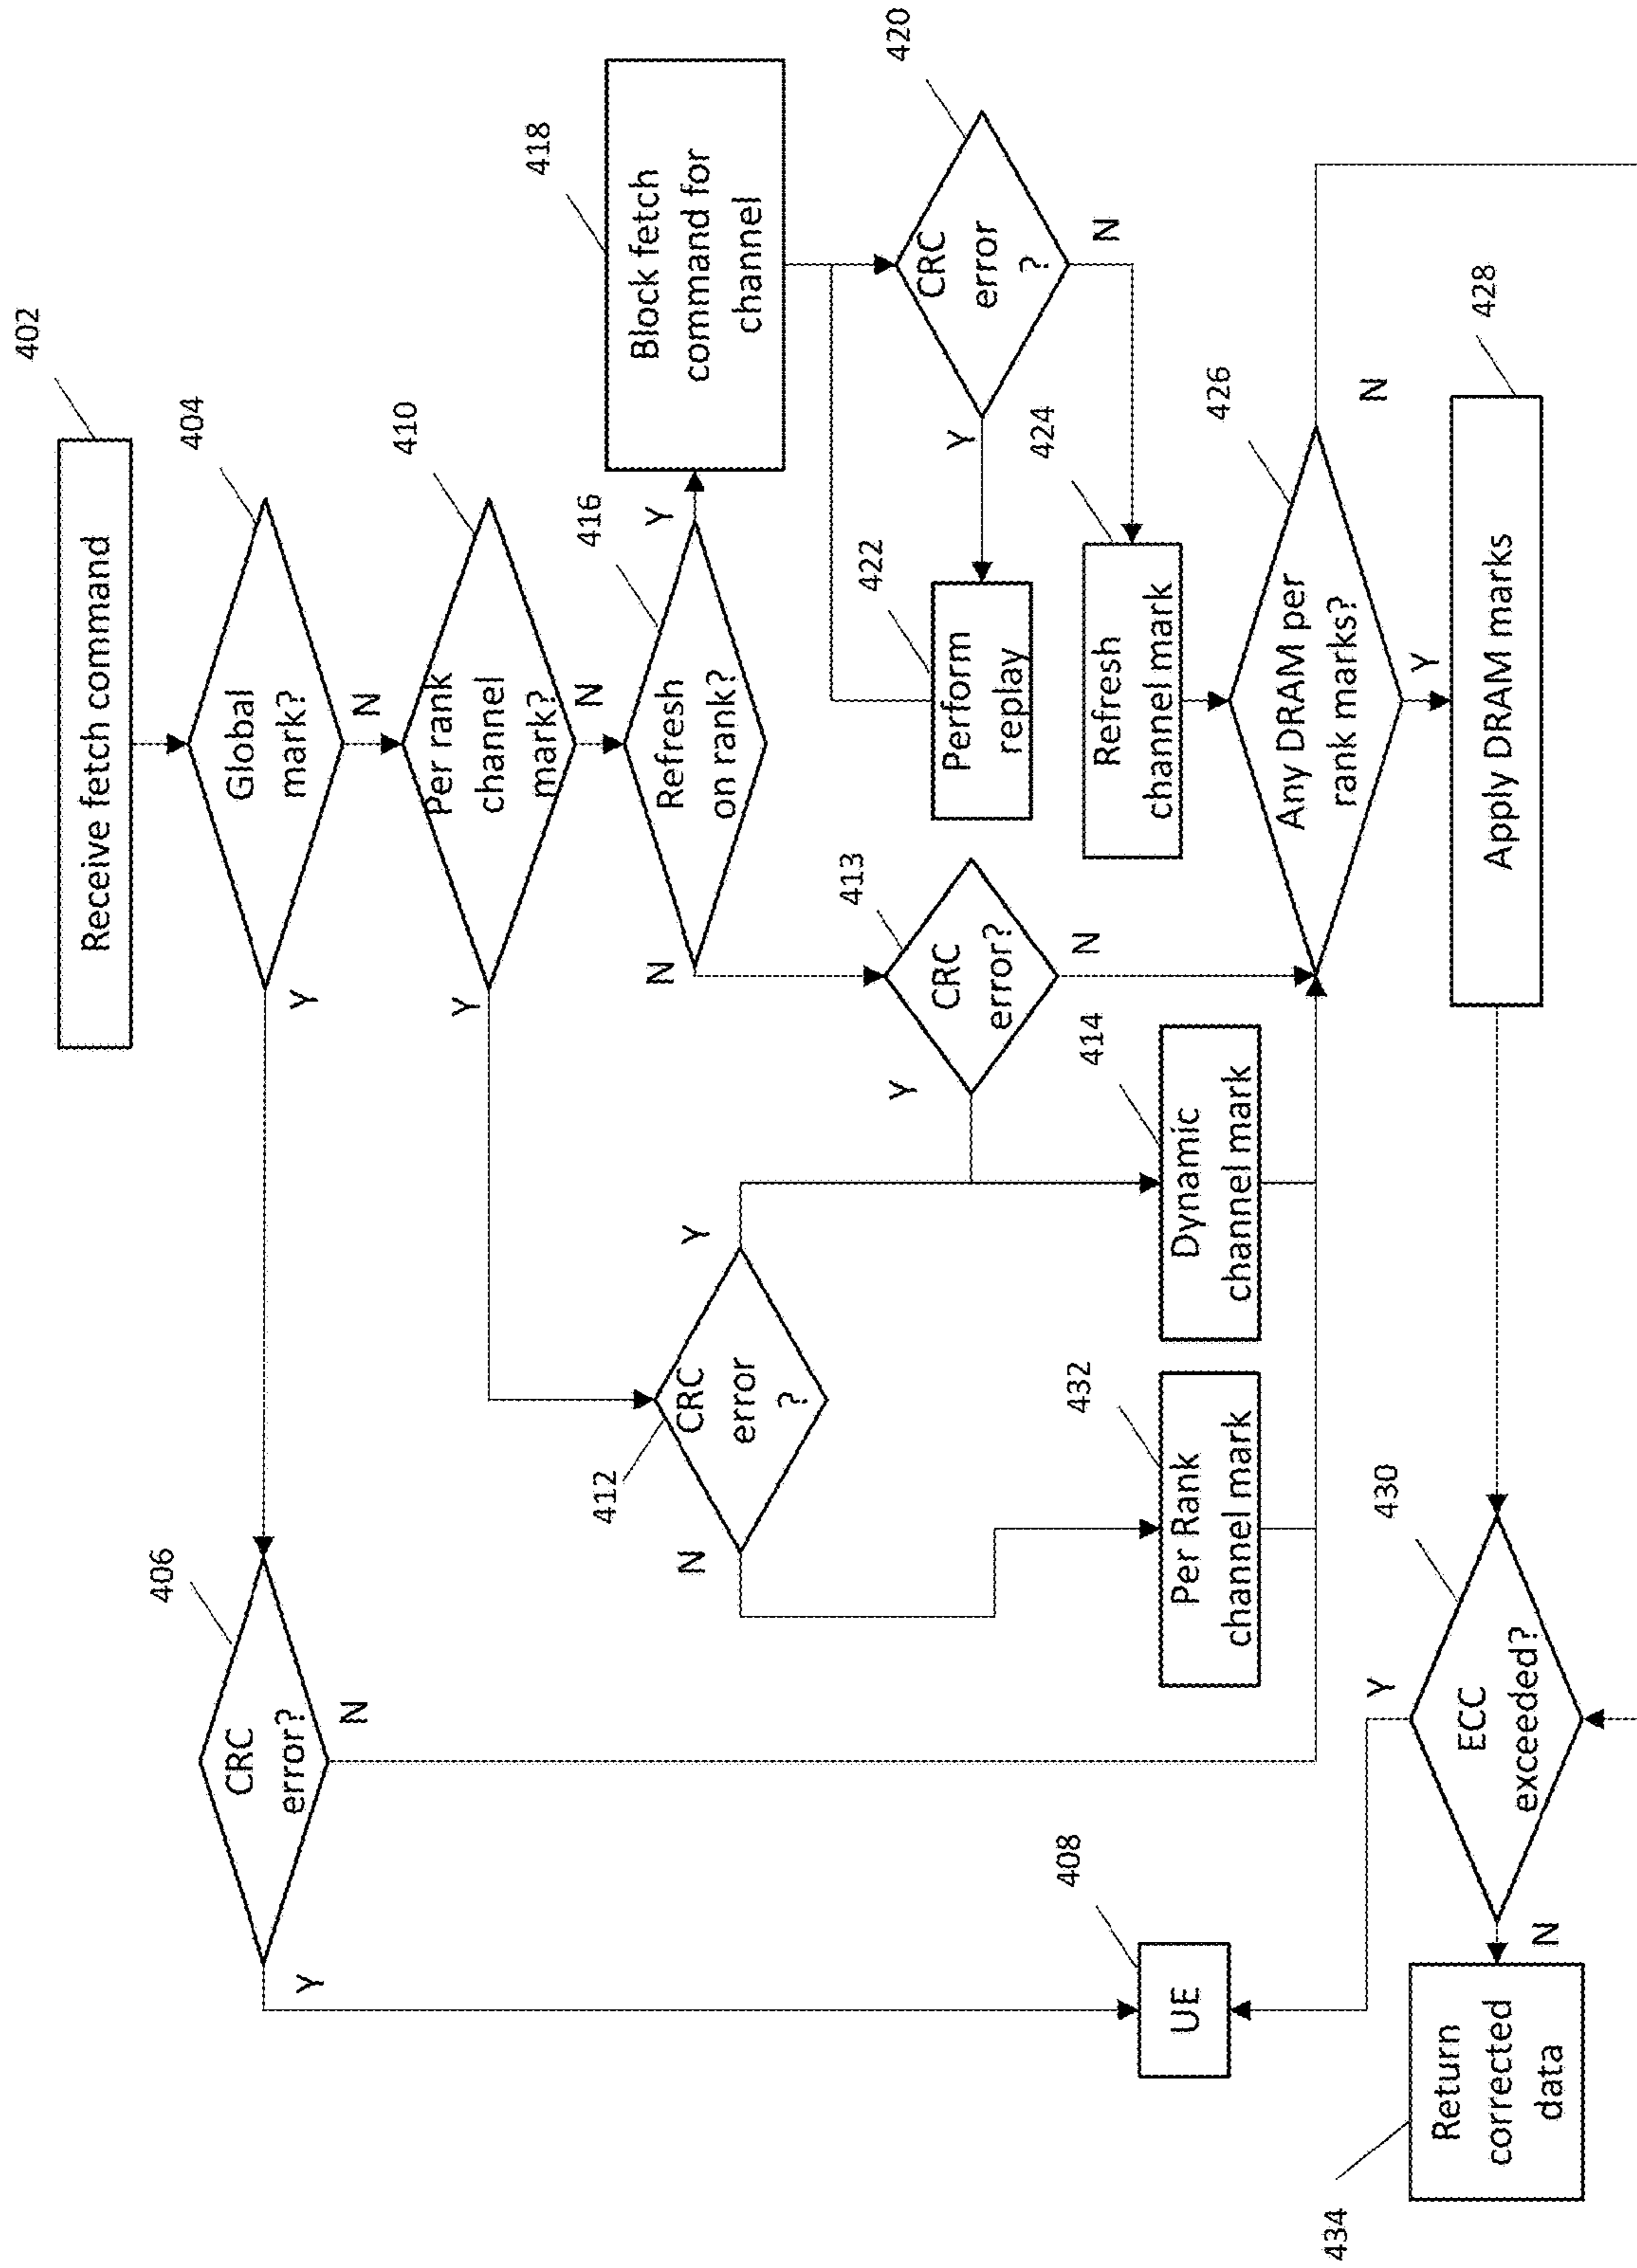 402
Receive fetch command
404
Global
mark?
Y
N
406
CRC
error?
Y
N
408
UE
410
Per rank
channel
mark?
Y
N
412
CRC
error
?
Y
N
432
Per Rank
channel mark
414
Dynamic
channel mark
416
Refresh
on rank?
Y
N
413
CRC
error?
Y
N
418
Block fetch
command for
channel
420
CRC
error
?
Y
N
422
Perform
replay
424
Refresh
channel mark
426
Any DRAM per
rank marks?
N
Y
428
Apply DRAM marks
430
ECC
exceeded?
Y
N
434
Return
corrected
data